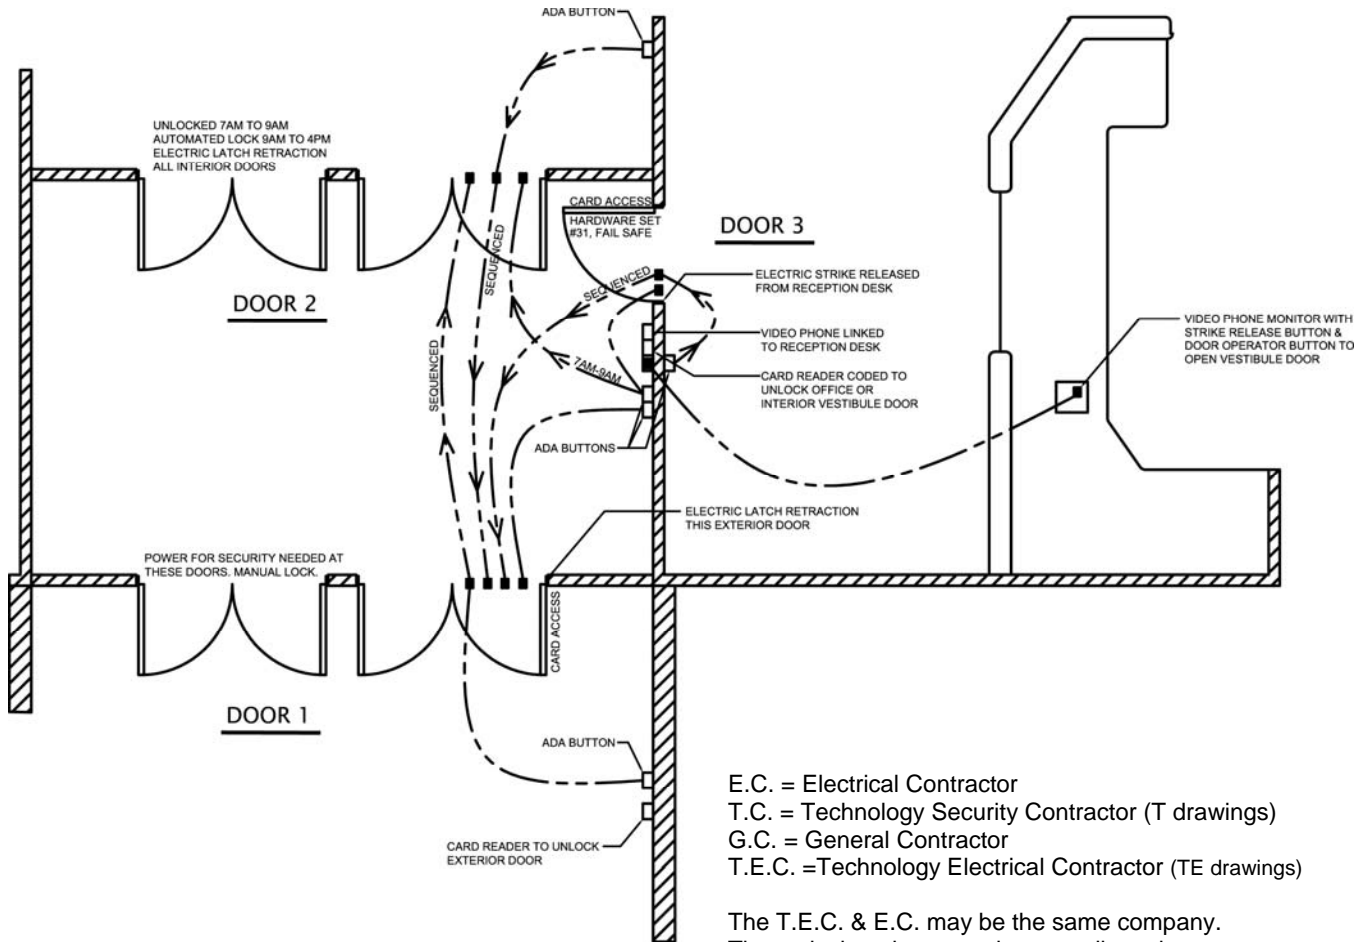 ADA BUTTON
UNLOCKED 7AM TO 9AM
AUTOMATED LOCK 9AM TO 4PM
ELECTRIC LATCH RETRACTION
ALL INTERIOR DOORS
CARD ACCESS
HARDWARE SET
#31, FAIL SAFE
DOOR 3
SEQUENCED
SEQUENCED
ELECTRIC STRIKE RELEASED
FROM RECEPTION DESK
DOOR 2
VIDEO PHONE LINKED
TO RECEPTION DESK
VIDEO PHONE MONITOR WITH
STRIKE RELEASE BUTTON &
DOOR OPERATOR BUTTON TO
OPEN VESTIBULE DOOR
SEQUENCED
7AM-9AM
CARD READER CODED TO
UNLOCK OFFICE OR
INTERIOR VESTIBULE DOOR
ADA BUTTONS
ELECTRIC LATCH RETRACTION
THIS EXTERIOR DOOR
POWER FOR SECURITY NEEDED AT
THESE DOORS. MANUAL LOCK.
CARD ACCESS
DOOR 1
ADA BUTTON
CARD READER TO UNLOCK
EXTERIOR DOOR
E.C. = Electrical Contractor
T.C. = Technology Security Contractor (T drawings)
G.C. = General Contractor
T.E.C. =Technology Electrical Contractor (TE drawings)
The T.E.C. & E.C. may be the same company.